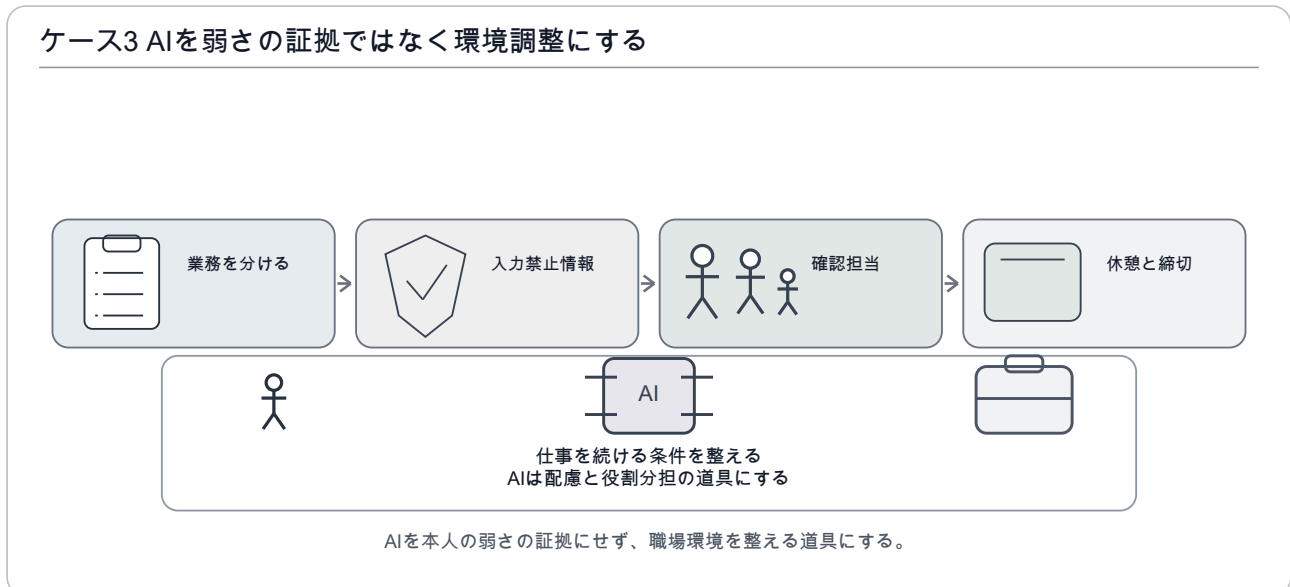 ケース3 AIを弱さの証拠ではなく環境調整にする
業務を分ける
入力禁止情報
確認担当
休憩と締切
AI
仕事を続ける条件を整える
AIは配慮と役割分担の道具にする
AIを本人の弱さの証拠にせず、職場環境を整える道具にする。